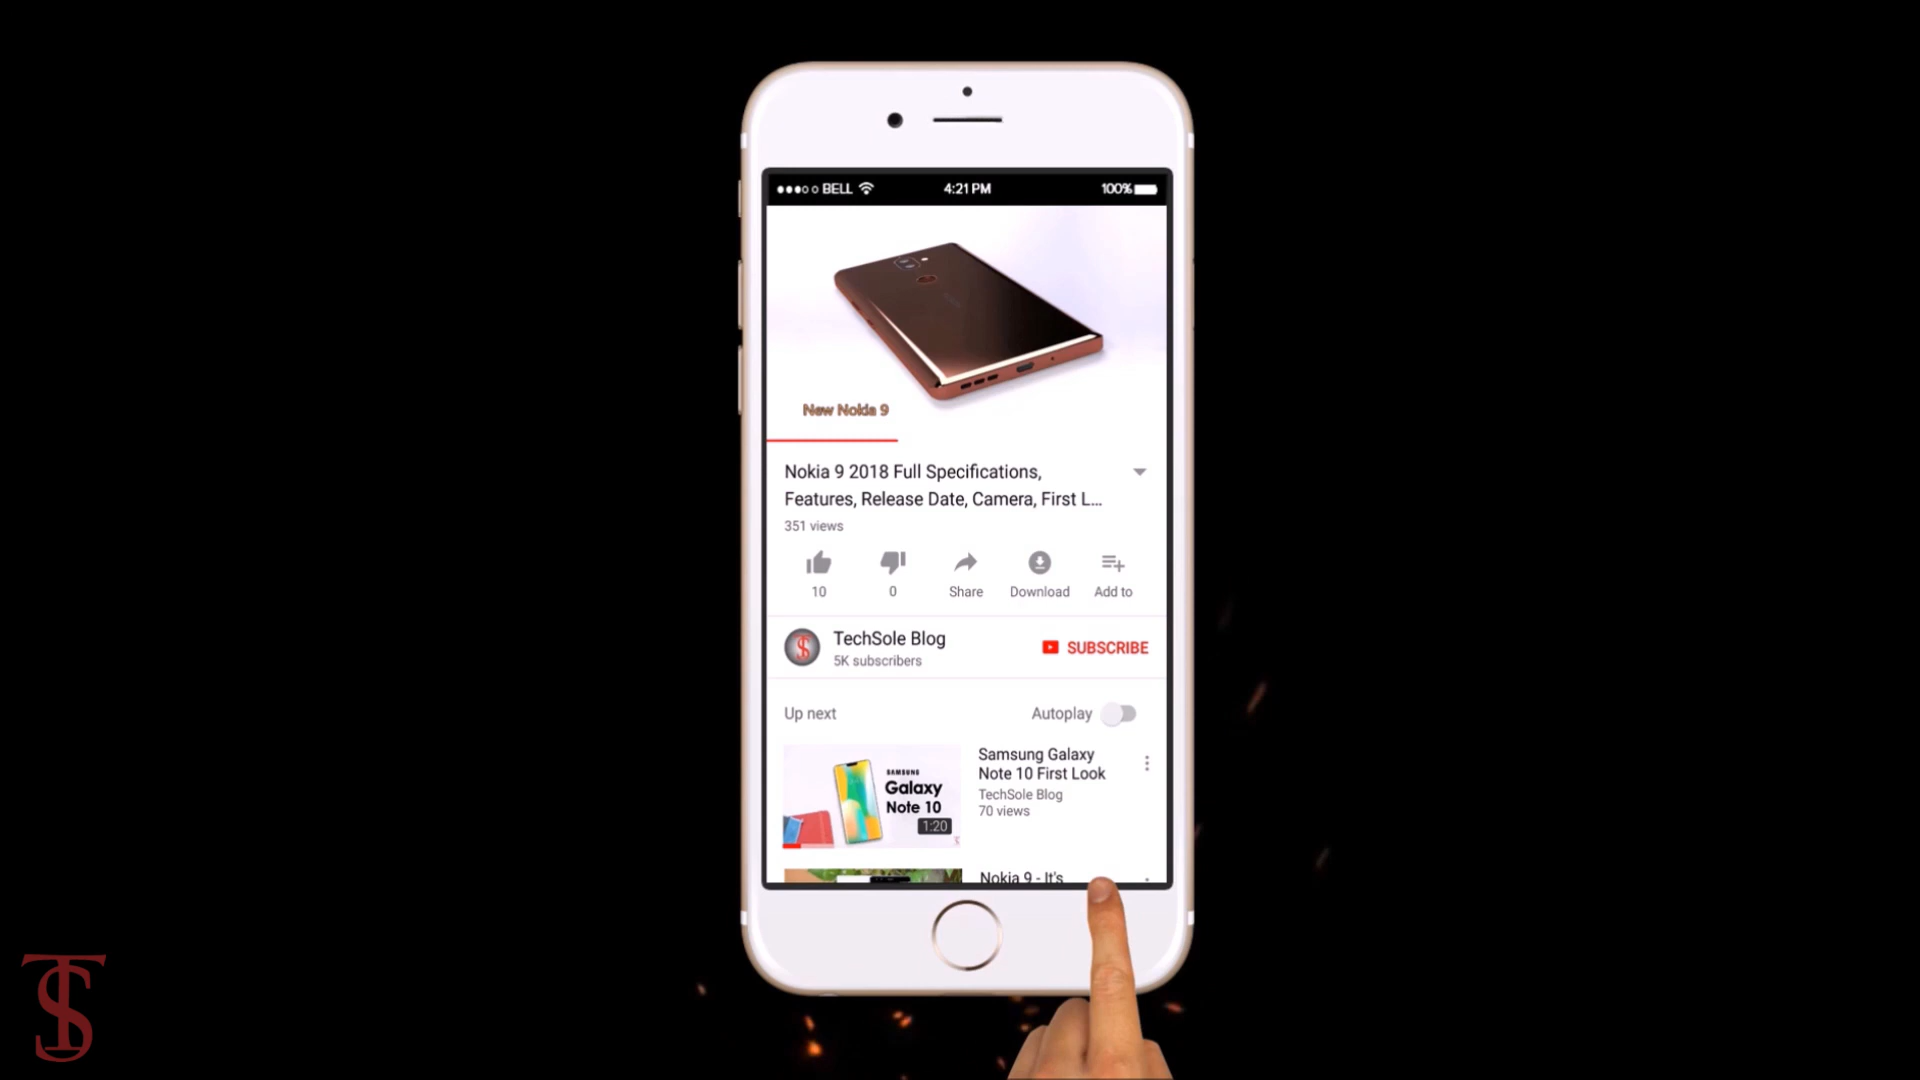 BELL 4:21 PM 100%
New Nokia 9
Nokia 9 2018 Full Specifications,
Features, Release Date, Camera, First L...
351 views
10 0 Share Download Add to
TechSole Blog
5K subscribers
SUBSCRIBE
Up next Autoplay
SAMSUNG
Galaxy
Note 10
1:20
Samsung Galaxy
Note 10 First Look
TechSole Blog
70 views
Nokia 9 - It's
TS